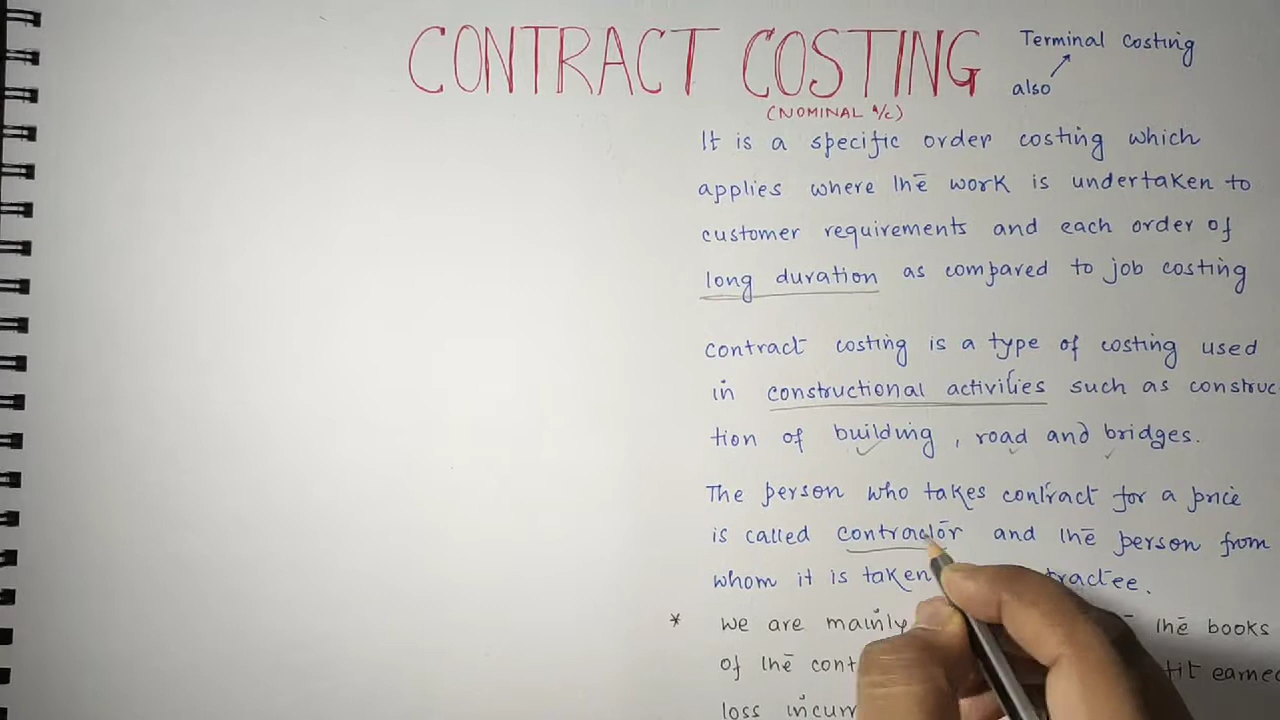 CONTRACT COSTING
Terminal costing
also
(NOMINAL A/c)
It is a specific order costing which
applies where the work is undertaken to
customer requirements and each order of
long duration as compared to job costing
contract costing is a type of costing used
in constructional activities such as construc
tion of building, road and bridges.
The person who takes contract for a price
is called contractor and the person from
whom it is taken tractee.
* we are mainly the books
of the cont earned
loss incurr